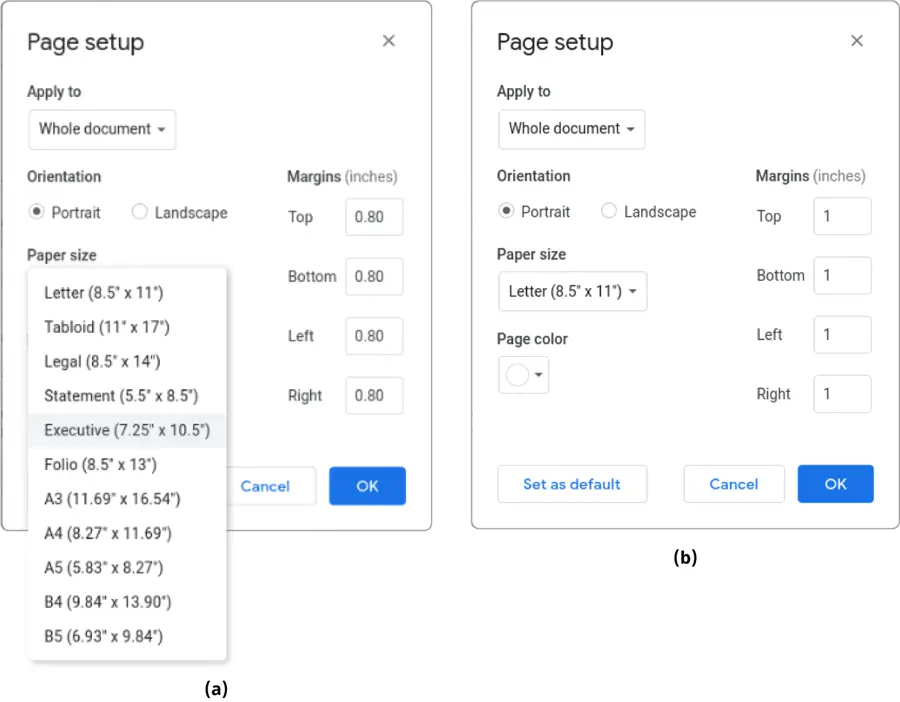 Page setup
Apply to
Whole document
Orientation
Margins (inches)
Portrait
Landscape
Top
0.80
Paper size
Bottom
0.80
Left
0.80
Right
0.80
Letter (8.5" x 11")
Tabloid (11" x 17")
Legal (8.5" x 14")
Statement (5.5" x 8.5")
Executive (7.25" x 10.5")
Folio (8.5" x 13")
A3 (11.69" x 16.54")
A4 (8.27" x 11.69")
A5 (5.83" x 8.27")
B4 (9.84" x 13.90")
B5 (6.93" x 9.84")
Cancel
OK
(a)
Page setup
Apply to
Whole document
Orientation
Margins (inches)
Portrait
Landscape
Top
1
Paper size
Letter (8.5" x 11")
Bottom
1
Page color
Left
1
Right
1
Set as default
Cancel
OK
(b)